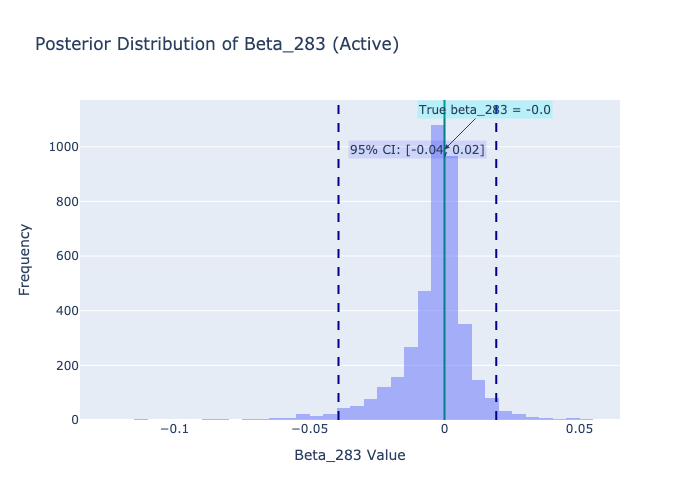 Posterior Distribution of Beta_283 (Active)
True beta_283 = -0.0
95% CI: [-0.04, 0.02]
1000
800
600
400
200
0
Frequency
−0.1
−0.05
0
0.05
Beta_283 Value